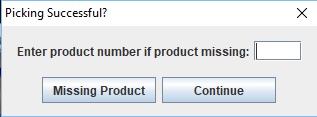 Picking Successful?
Enter product number if product missing:
Missing Product
Continue